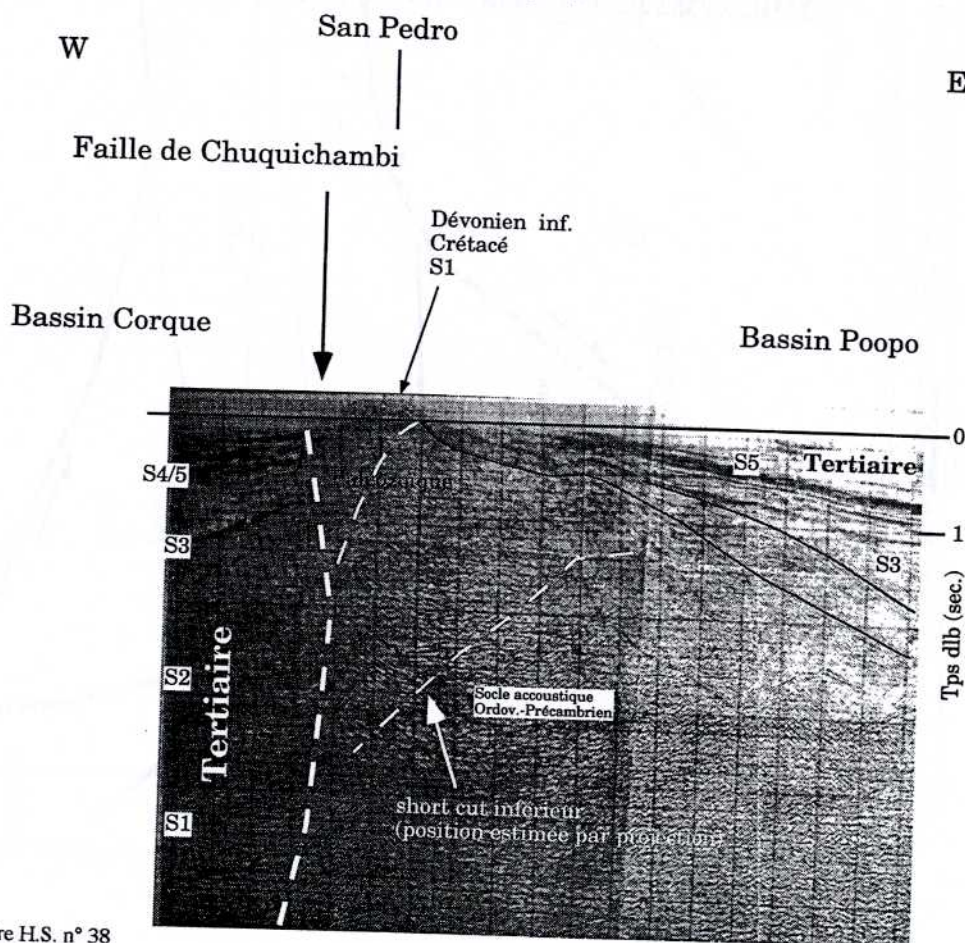 San Pedro
W
E
Faille de Chuquichambi
Dévonien inf.
Crétacé
S1
Bassin Corque
Bassin Poopo
0
S4/5
S5
Tertiaire
S3
1
S3
Tps dlb (sec.)
Tertiaire
S2
Socle accoustique
Ordov.-Précambrien
short cut inférieur
(position estimée par projection)
S1
re H.S. n° 38